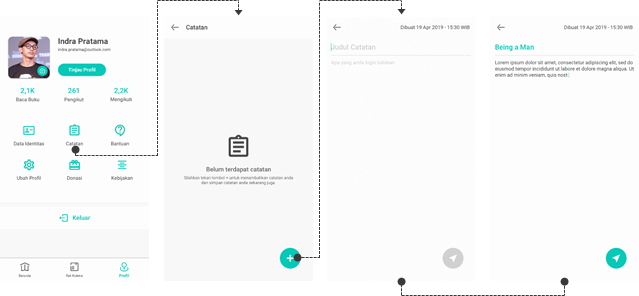 Indra Pratama
indra.pratama@outlook.com
Tinjau Profil
2,1K
261
2,2K
Baca Buku
Pengikut
Mengikuti
Data Identitas
Catatan
Bantuan
Ubah Profil
Donasi
Kebijakan
Keluar
Beranda
Profil
Catatan
Belum terdapat catatan
Silahkan tekan tombol + untuk menambahkan catatan anda
dan simpan catatan anda sekarang juga.
Dibuat 19 Apr 2019 - 15:30 WIB
Judul Catatan
Apa yang anda ingin tuliskan
Dibuat 19 Apr 2019 - 15:30 WIB
Being a Man
Lorem ipsum dolor sit amet, consectetur adipiscing elit, sed do
eiusmod tempor incididunt ut labore et dolore magna aliqua. Ut
enim ad minim veniam, quis nost